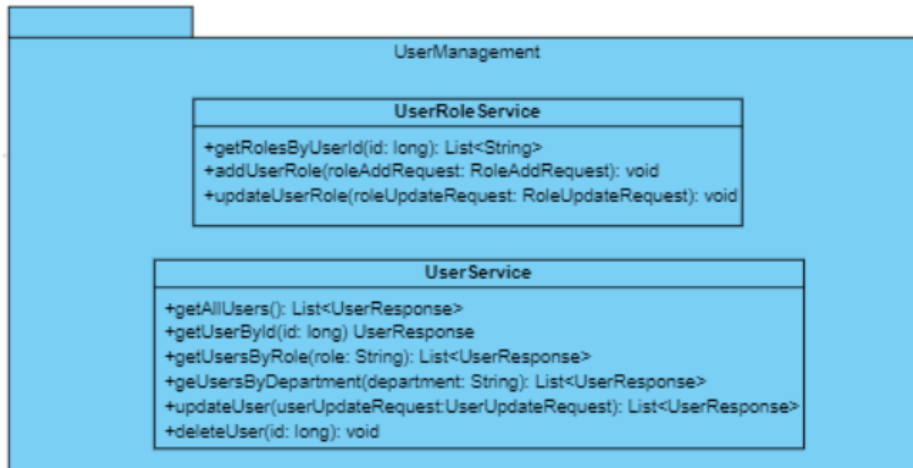 UserManagement
UserRoleService
+getRolesByUserId(id: long): List<String>
+addUserRole(roleAddRequest: RoleAddRequest): void
+updateUserRole(roleUpdateRequest: RoleUpdateRequest): void
UserService
+getAllUsers(): List<UserResponse>
+getUserById(id: long) UserResponse
+getUsersByRole(role: String): List<UserResponse>
+geUsersByDepartment(department: String): List<UserResponse>
+updateUser(userUpdateRequest:UserUpdateRequest): List<UserResponse>
+deleteUser(id: long): void